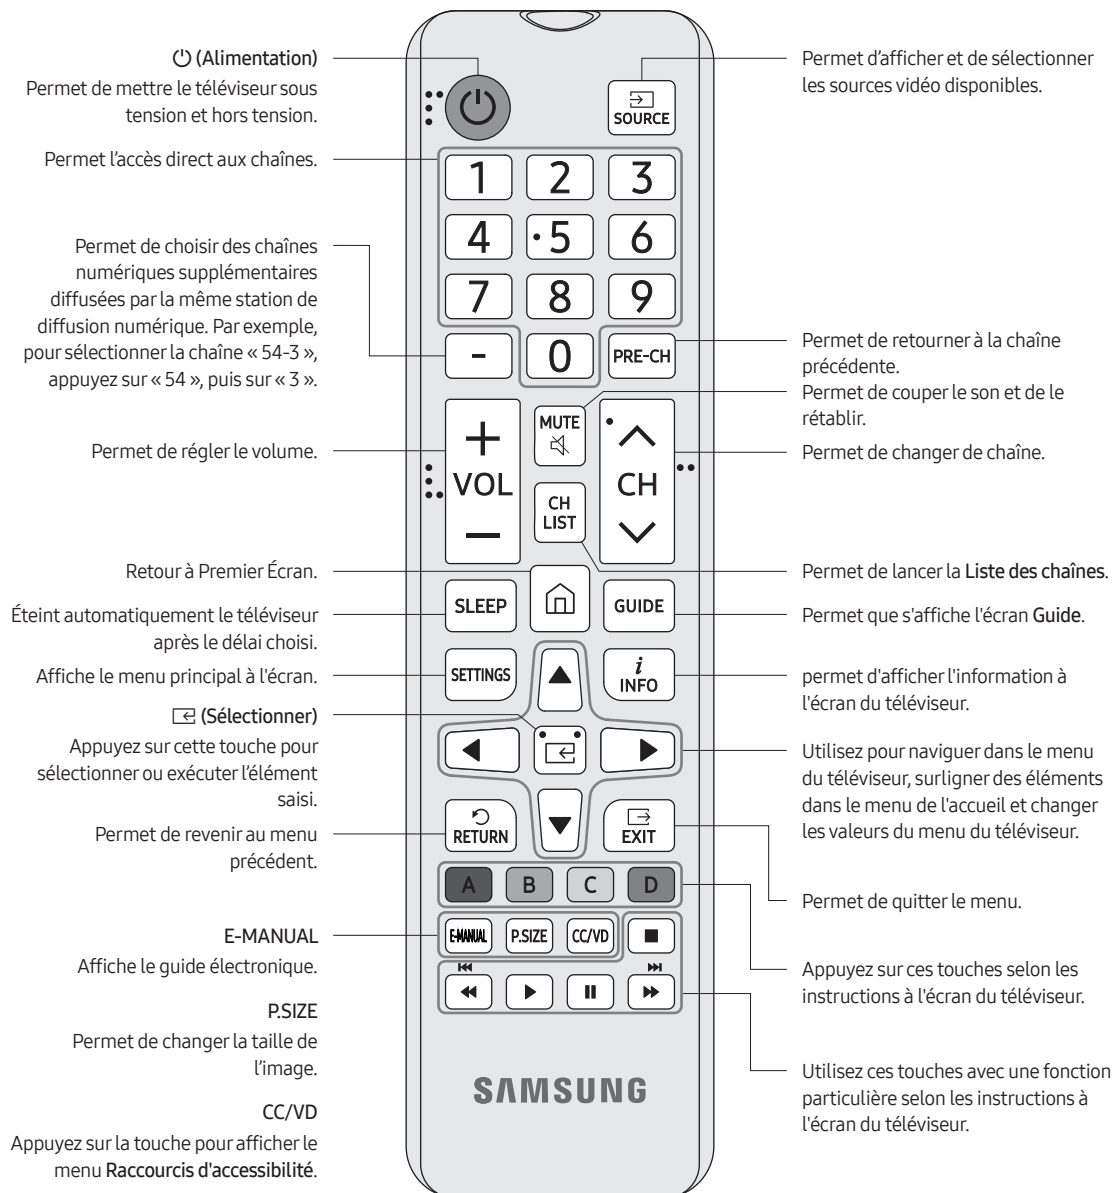 (Alimentation)
Permet de mettre le téléviseur sous
tension et hors tension.
Permet l'accès direct aux chaînes.
Permet de choisir des chaînes
numériques supplémentaires
diffusées par la même station de
diffusion numérique. Par exemple,
pour sélectionner la chaîne « 54-3 »,
appuyez sur « 54 », puis sur « 3 ».
Permet de régler le volume.
Retour à Premier Écran.
Éteint automatiquement le téléviseur
après le délai choisi.
Affiche le menu principal à l'écran.
(Sélectionner)
Appuyez sur cette touche pour
sélectionner ou exécuter l'élément
saisi.
Permet de revenir au menu
précédent.
E-MANUAL
Affiche le guide électronique.
P.SIZE
Permet de changer la taille de
l'image.
CC/VD
Appuyez sur la touche pour afficher le
menu Raccourcis d'accessibilité.
SOURCE
1 2 3
4 5 6
7 8 9
- 0 PRE-CH
+ VOL −
MUTE
CH LIST
CH
SLEEP
GUIDE
SETTINGS
i INFO
RETURN
EXIT
A B C D
E-MANUAL P.SIZE CC/VD
SAMSUNG
Permet d'afficher et de sélectionner
les sources vidéo disponibles.
Permet de retourner à la chaîne
précédente.
Permet de couper le son et de le
rétablir.
Permet de changer de chaîne.
Permet de lancer la Liste des chaînes.
Permet que s'affiche l'écran Guide.
permet d'afficher l'information à
l'écran du téléviseur.
Utilisez pour naviguer dans le menu
du téléviseur, surligner des éléments
dans le menu de l'accueil et changer
les valeurs du menu du téléviseur.
Permet de quitter le menu.
Appuyez sur ces touches selon les
instructions à l'écran du téléviseur.
Utilisez ces touches avec une fonction
particulière selon les instructions à
l'écran du téléviseur.